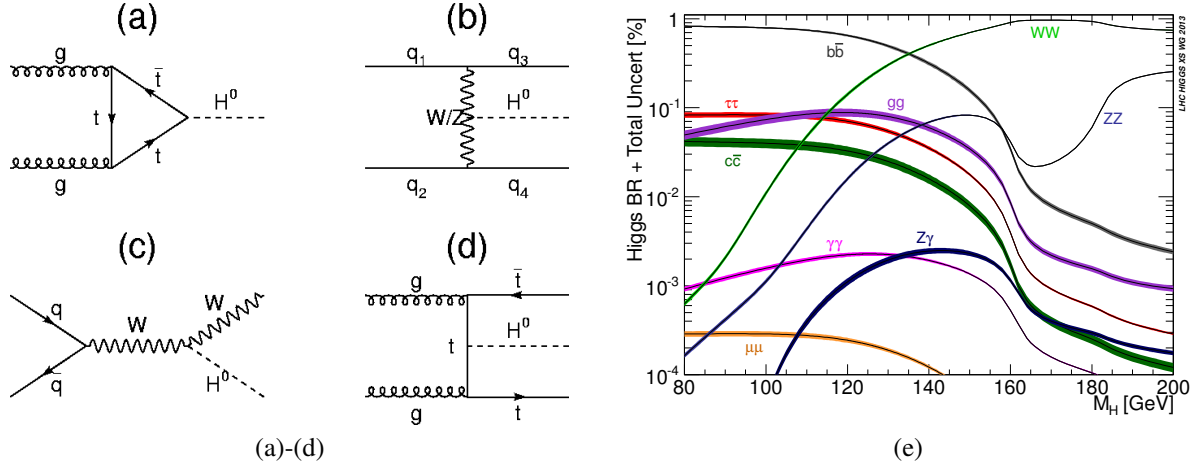 (a)
g
t̄
H⁰
t
t
g
(b)
q₁ q₃
H⁰
W/Z
q₂ q₄
(c)
q
W
W
q̄
H⁰
(d)
g
t̄
H⁰
t
g
t
(a)-(d)
Higgs BR + Total Uncert [%]
1
10⁻¹
10⁻²
10⁻³
10⁻⁴
80 100 120 140 160 180 200
M_H [GeV]
bb̄
WW
ττ
gg
ZZ
cc̄
γγ
Zγ
μμ
LHC HIGGS XS WG 2013
(e)